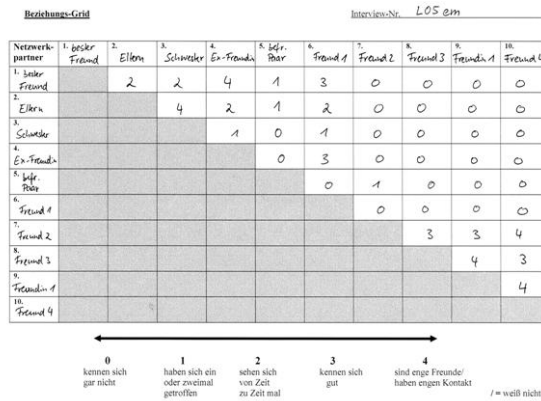 Beziehungs-Grid Interview-Nr. L05 em
Netzwerk-partner 1. bester Freund 2. Eltern 3. Schwester 4. Ex-Freundin 5. befr. Paar 6. Freund 1 7. Freund 2 8. Freund 3 9. Freundin 1 10. Freund 4
1. bester Freund 2 2 4 1 3 0 0 0 0
2. Eltern 4 2 1 2 0 0 0 0
3. Schwester 1 0 1 0 0 0 0
4. Ex-Freundin 0 3 0 0 0 0
5. befr. Paar 0 1 0 0 0
6. Freund 1 0 0 0 0
7. Freund 2 3 3 4
8. Freund 3 4 3
9. Freundin 1 4
10. Freund 4
0 1 2 3 4
kennen sich haben sich ein sehen sich kennen sich sind enge Freunde/
gar nicht oder zweimal von Zeit gut haben engen Kontakt
getroffen zu Zeit mal / = weiß nicht